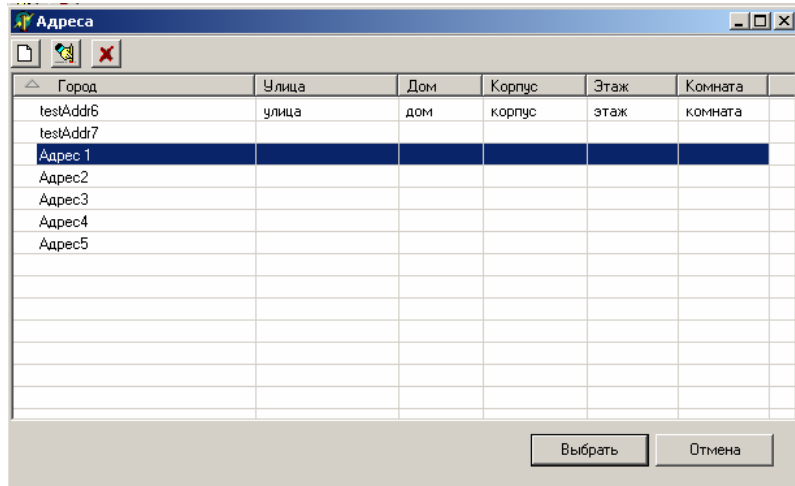 Адреса
Город Улица Дом Корпус Этаж Комната
testAddr6 улица дом корпус этаж комната
testAddr7
Адрес 1
Адрес2
Адрес3
Адрес4
Адрес5
Выбрать Отмена